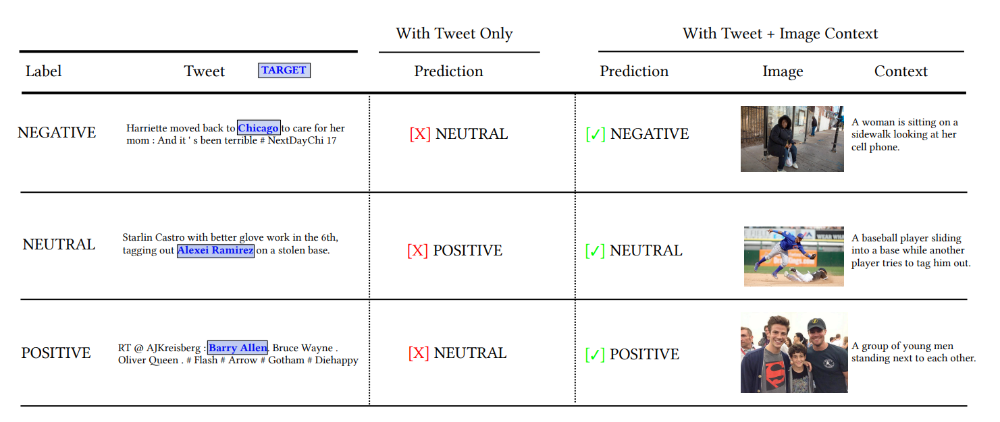 With Tweet Only With Tweet + Image Context
Label Tweet TARGET Prediction Prediction Image Context
NEGATIVE
Harriette moved back to Chicago to care for her
mom : And it ' s been terrible # NextDayChi 17
[X] NEUTRAL
[✓] NEGATIVE
A woman is sitting on a
sidewalk looking at her
cell phone.
NEUTRAL
Starlin Castro with better glove work in the 6th,
tagging out Alexei Ramirez on a stolen base.
[X] POSITIVE
[✓] NEUTRAL
A baseball player sliding
into a base while another
player tries to tag him out.
POSITIVE
RT @ AJKreisberg : Barry Allen. Bruce Wayne .
Oliver Queen . # Flash # Arrow # Gotham # Diehappy
[X] NEUTRAL
[✓] POSITIVE
A group of young men
standing next to each other.